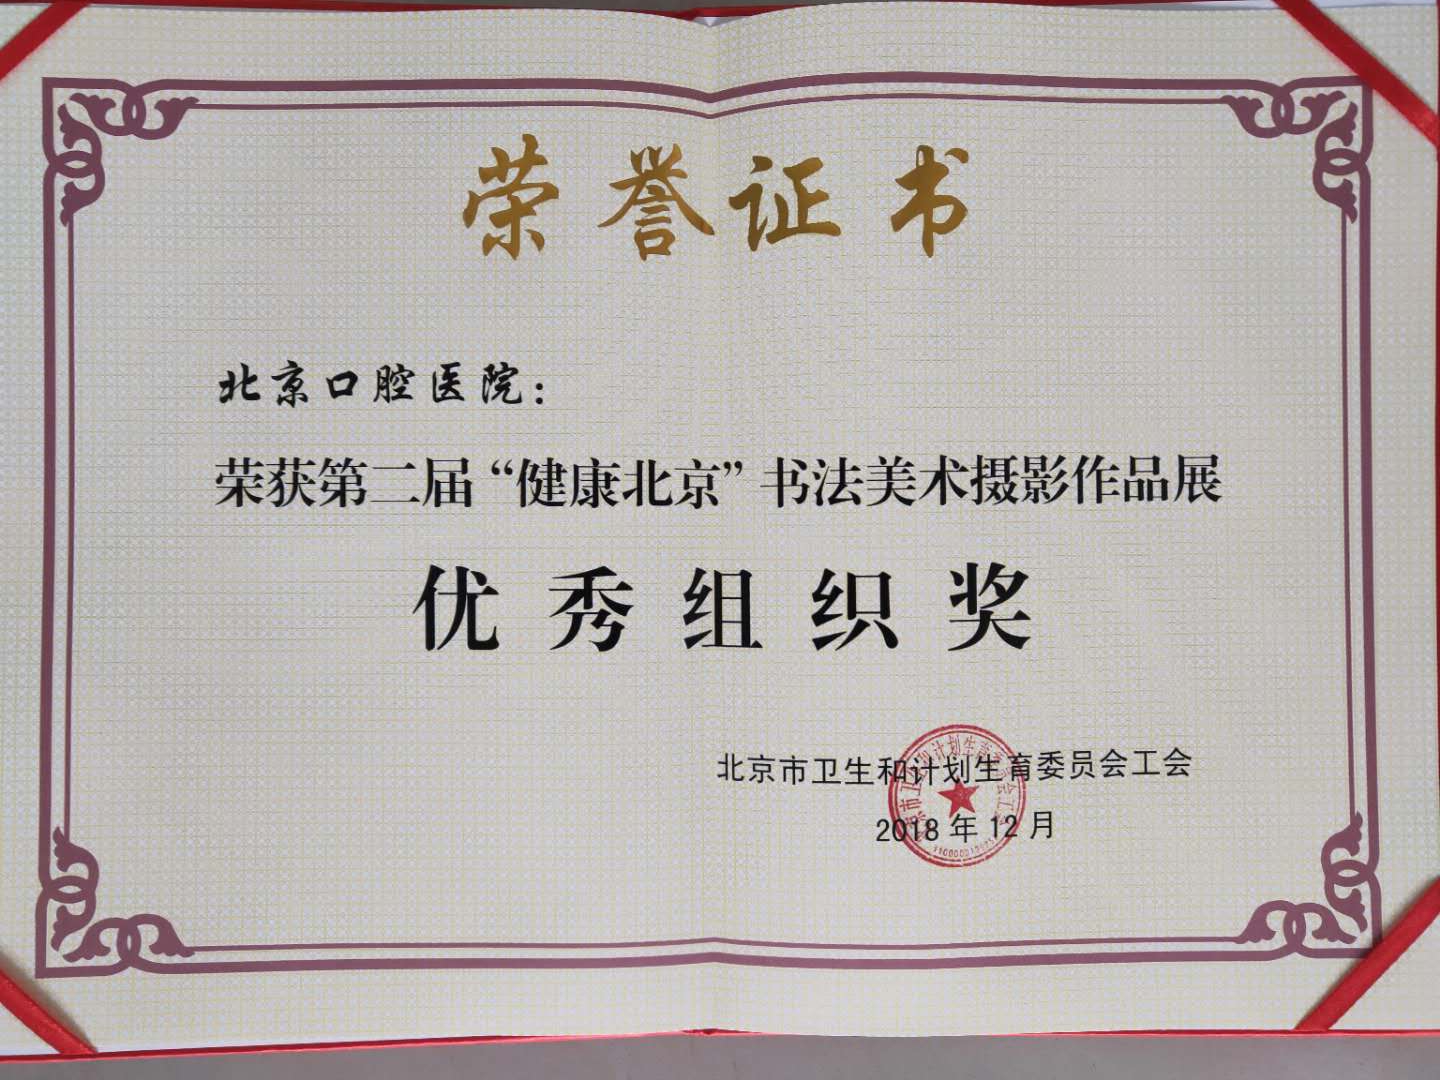 荣誉证书
北京口腔医院：
荣获第二届“健康北京”书法美术摄影作品展
优秀组织奖
北京市卫生和计划生育委员会工会
2018年12月